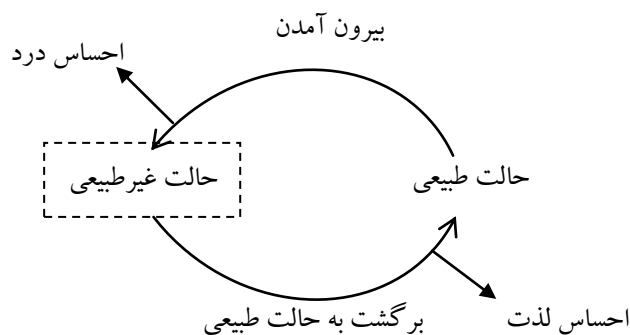 بیرون آمدن
احساس درد
حالت طبیعی
حالت غیرطبیعی
احساس لذت
برگشت به حالت طبیعی